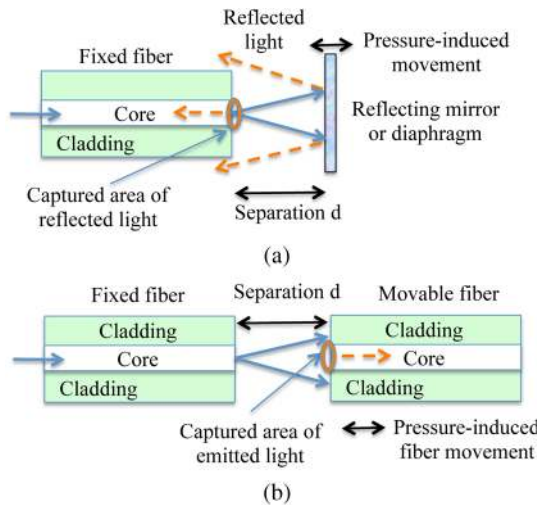 Reflected
light
Pressure-induced
movement
Fixed fiber
Core
Cladding
Reflecting mirror
or diaphragm
Captured area of
reflected light
Separation d
(a)
Fixed fiber
Separation d
Movable fiber
Cladding
Cladding
Core
Core
Cladding
Cladding
Captured area of
emitted light
Pressure-induced
fiber movement
(b)